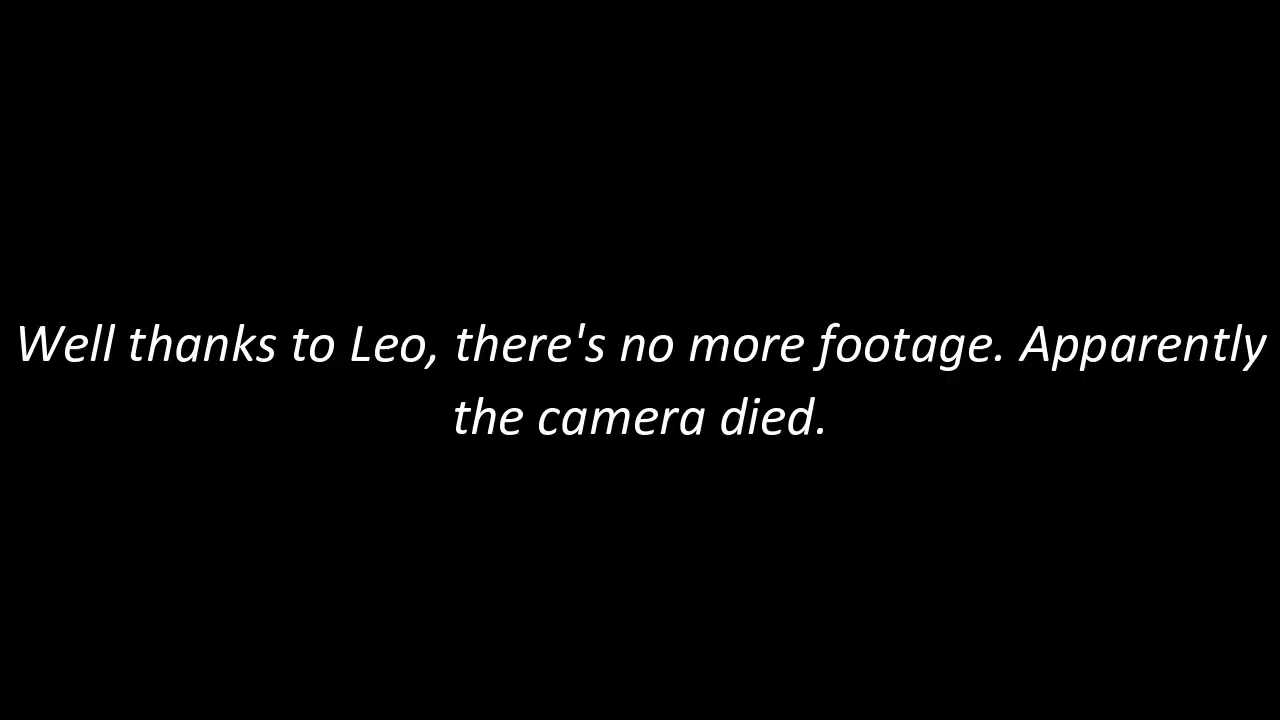 Well thanks to Leo, there's no more footage. Apparently
the camera died.